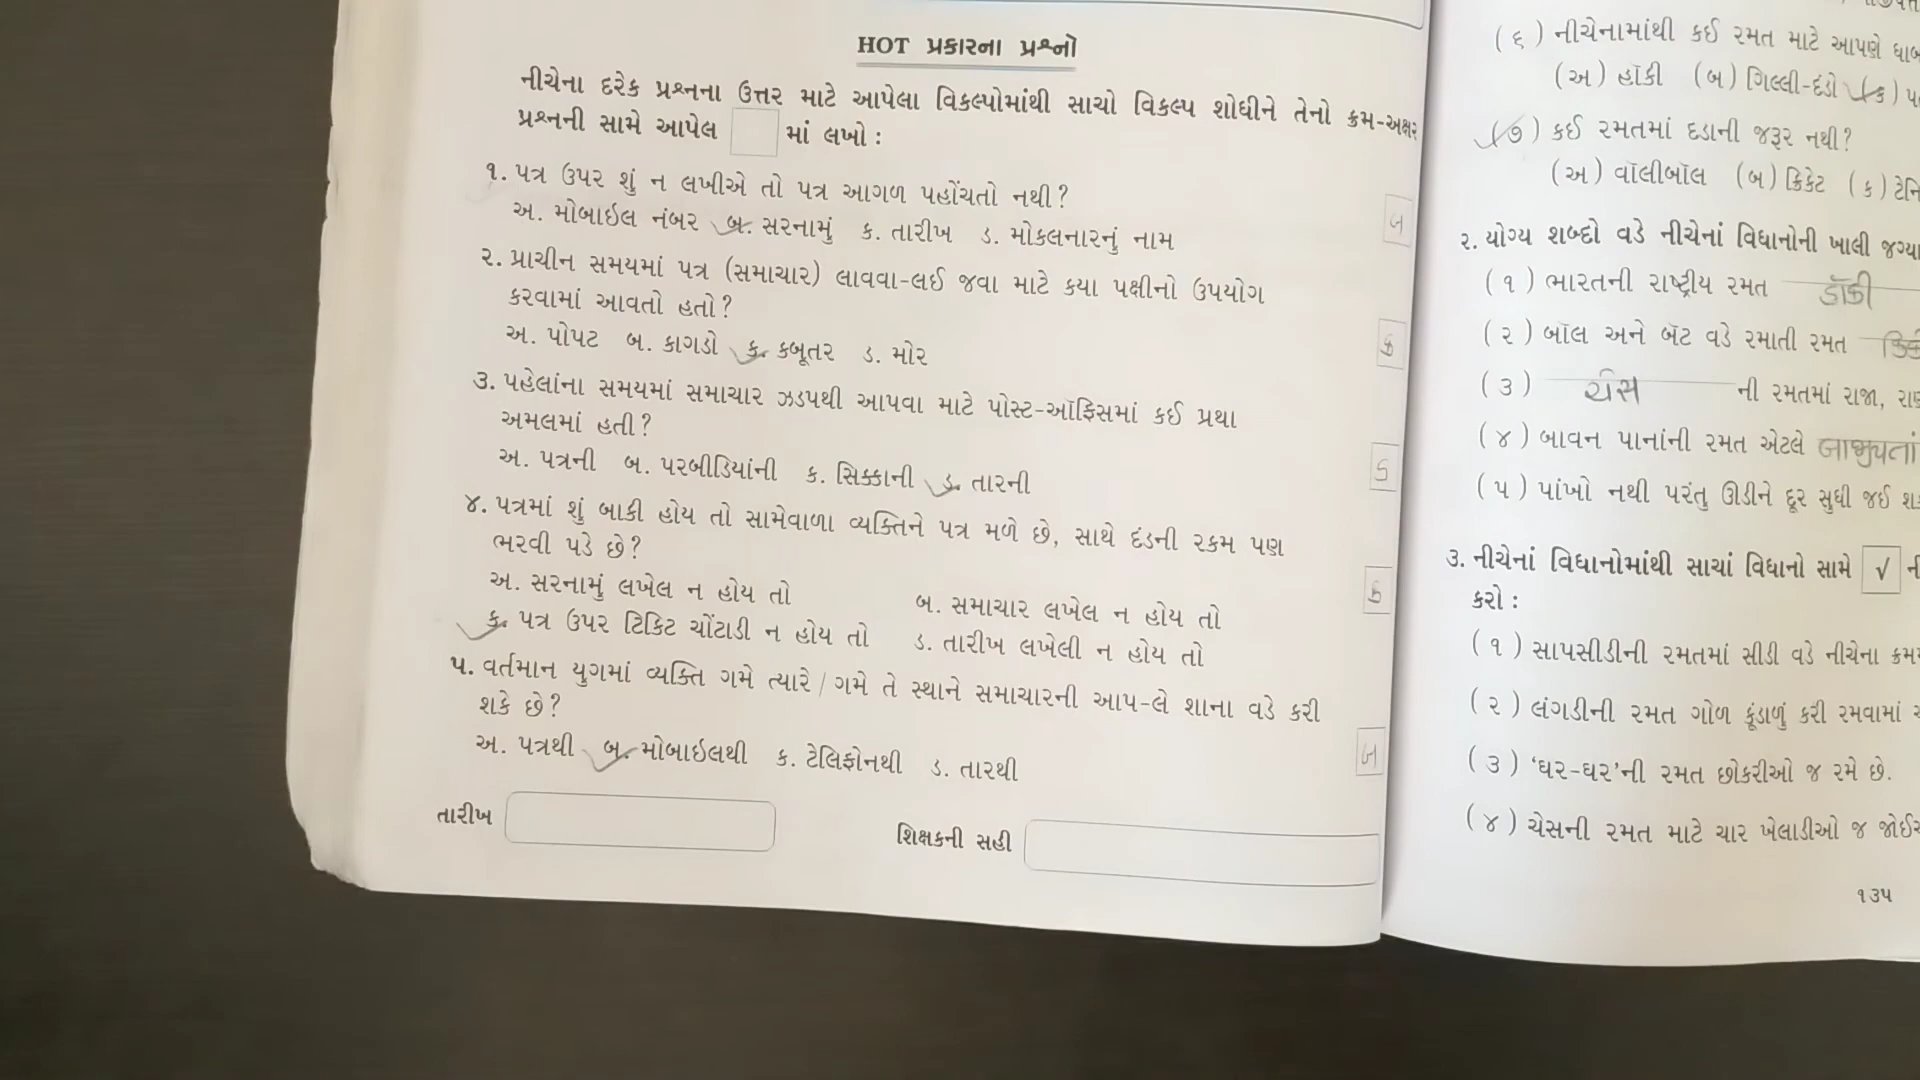 HOT પ્રકારના પ્રશ્નો
નીચેના દરેક પ્રશ્નના ઉત્તર માટે આપેલા વિકલ્પોમાંથી સાચો વિકલ્પ શોધીને તેનો ક્રમ-અક્ષર
પ્રશ્નની સામે આપેલ માં લખો :
૧. પત્ર ઉપર શું ન લખીએ તો પત્ર આગળ પહોંચતો નથી? બ
અ. મોબાઇલ નંબર બ. સરનામું ક. તારીખ ડ. મોકલનારનું નામ
૨. પ્રાચીન સમયમાં પત્ર (સમાચાર) લાવવા-લઈ જવા માટે કયા પક્ષીનો ઉપયોગ
કરવામાં આવતો હતો?
અ. પોપટ બ. કાગડો ક. કબૂતર ડ. મોર ક
૩. પહેલાંના સમયમાં સમાચાર ઝડપથી આપવા માટે પોસ્ટ-ઑફિસમાં કઈ પ્રથા
અમલમાં હતી?
અ. પત્રની બ. પરબીડિયાંની ક. સિક્કાની ડ. તારની ડ
૪. પત્રમાં શું બાકી હોય તો સામેવાળા વ્યક્તિને પત્ર મળે છે, સાથે દંડની રકમ પણ
ભરવી પડે છે?
અ. સરનામું લખેલ ન હોય તો બ. સમાચાર લખેલ ન હોય તો ક
ક. પત્ર ઉપર ટિકિટ ચોંટાડી ન હોય તો ડ. તારીખ લખેલી ન હોય તો
૫. વર્તમાન યુગમાં વ્યક્તિ ગમે ત્યારે / ગમે તે સ્થાને સમાચારની આપ-લે શાના વડે કરી
શકે છે?
અ. પત્રથી બ. મોબાઇલથી ક. ટેલિફોનથી ડ. તારથી બ
તારીખ
શિક્ષકની સહી
(૬) નીચેનામાંથી કઈ રમત માટે આપણે
(અ) હૉકી (બ) ગિલ્લી-દંડો (ક)
(૭) કઈ રમતમાં દડાની જરૂર નથી?
(અ) વૉલીબૉલ (બ) ક્રિકેટ (ક)
૨. યોગ્ય શબ્દો વડે નીચેનાં વિધાનોની ખાલી
(૧) ભારતની રાષ્ટ્રીય રમત હૉકી
(૨) બૉલ અને બૅટ વડે રમાતી રમત
(૩) ચેસ ની રમતમાં રાજા,
(૪) બાવન પાનાંની રમત એટલે
(૫) પાંખો નથી પરંતુ ઊડીને દૂર સુધી જઈ
૩. નીચેનાં વિધાનોમાંથી સાચાં વિધાનો સામે √
કરો :
(૧) સાપસીડીની રમતમાં સીડી વડે નીચેના
(૨) લંગડીની રમત ગોળ કૂંડાળું કરી રમવામાં
(૩) ‘ઘર-ઘર’ની રમત છોકરીઓ જ રમે છે.
(૪) ચેસની રમત માટે ચાર ખેલાડીઓ જ
૧૩૫